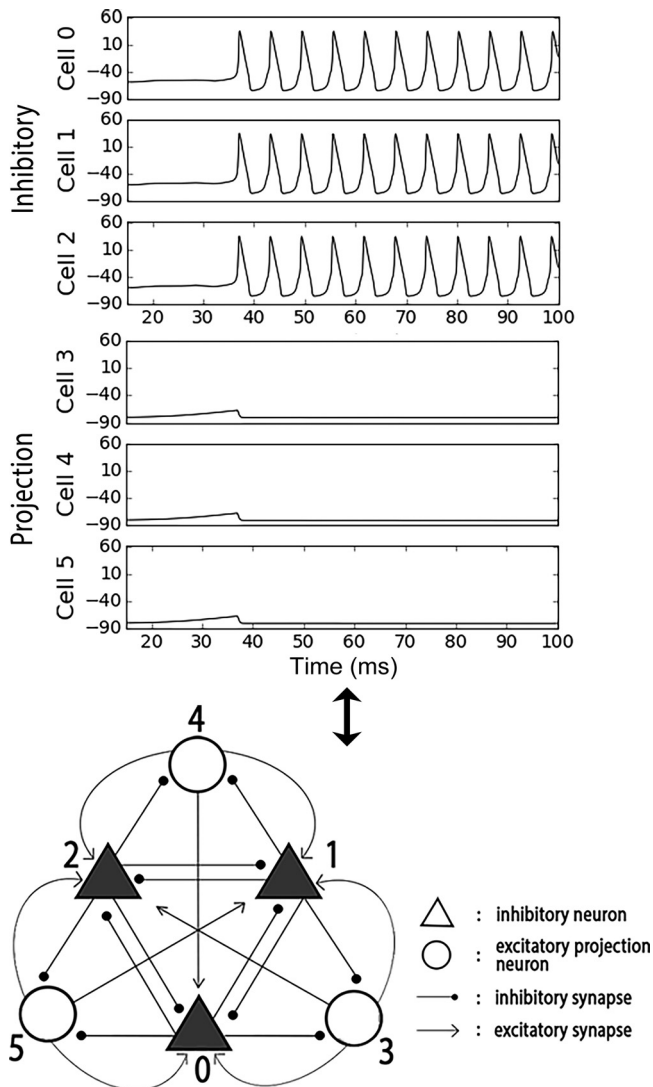 Inhibitory
Cell 0
60
10
−40
−90
Cell 1
60
10
−40
−90
Cell 2
60
10
−40
−90
20 30 40 50 60 70 80 90 100
Projection
Cell 3
60
10
−40
−90
Cell 4
60
10
−40
−90
Cell 5
60
10
−40
−90
20 30 40 50 60 70 80 90 100
Time (ms)
4
2
1
5
0
3
: inhibitory neuron
: excitatory projection
neuron
: inhibitory synapse
: excitatory synapse